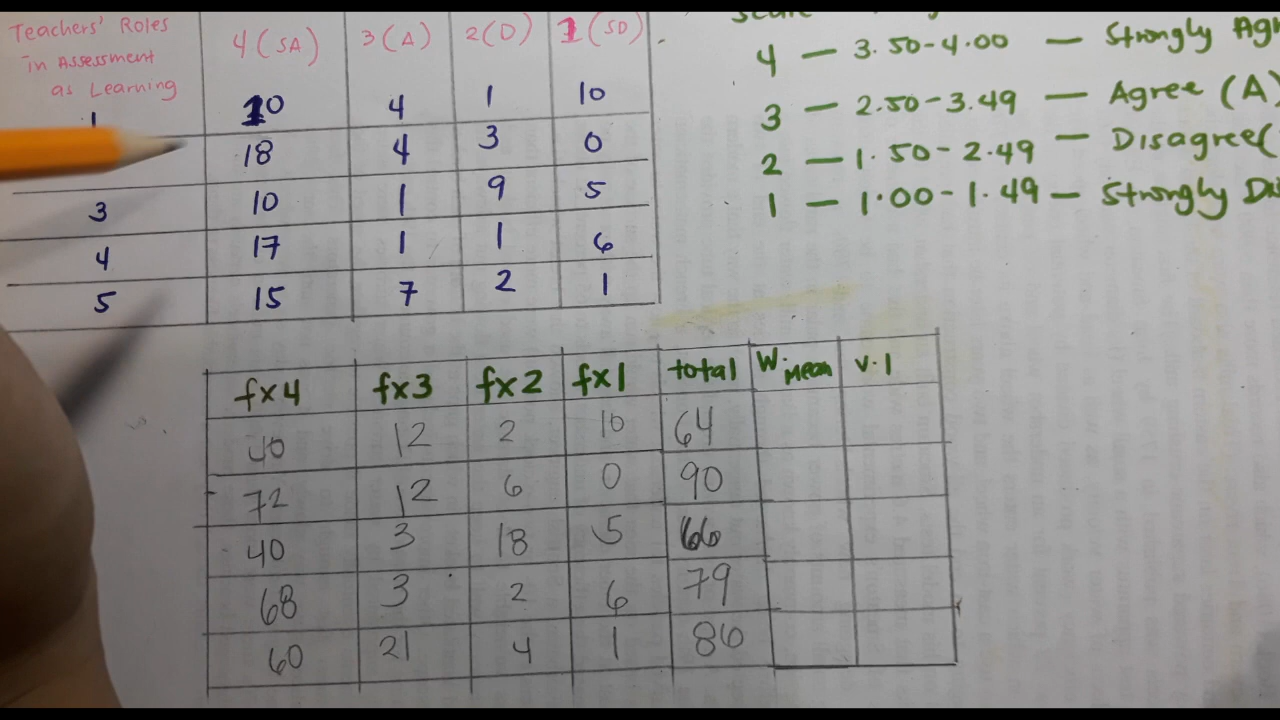 Teachers' Roles in Assessment as Learning 4 (SA) 3 (A) 2 (D) 1 (SD)
1 10 4 1 10
18 4 3 0
3 10 1 9 5
4 17 1 1 6
5 15 7 2 1
4 — 3.50-4.00 — Strongly
3 — 2.50-3.49 — Agree (A)
2 — 1.50-2.49 — Disagree(
1 — 1.00-1.49 — Strongly
fx4 fx3 fx2 fx1 total W.Mean v.1
40 12 2 10 64
72 12 6 0 90
40 3 18 5 66
68 3 2 6 79
60 21 4 1 86